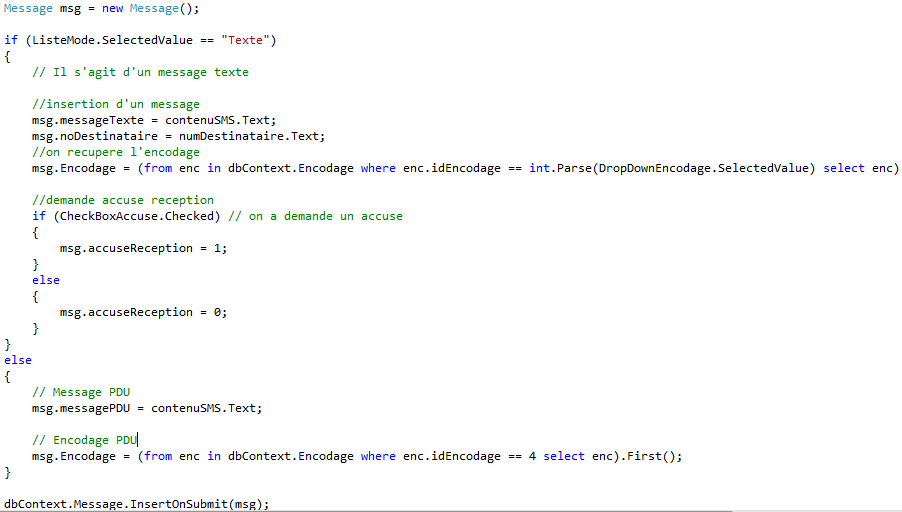 Message msg = new Message();
if (ListeMode.SelectedValue == "Texte")
{
// Il s'agit d'un message texte
//insertion d'un message
msg.messageTexte = contenuSMS.Text;
msg.noDestinataire = numDestinataire.Text;
//on recupere l'encodage
msg.Encodage = (from enc in dbContext.Encodage where enc.idEncodage == int.Parse(DropDownEncodage.SelectedValue) select enc)
//demande accuse reception
if (CheckBoxAccuse.Checked) // on a demande un accuse
{
msg.accuseReception = 1;
}
else
{
msg.accuseReception = 0;
}
}
else
{
// Message PDU
msg.messagePDU = contenuSMS.Text;
// Encodage PDU
msg.Encodage = (from enc in dbContext.Encodage where enc.idEncodage == 4 select enc).First();
}
dbContext.Message.InsertOnSubmit(msg);